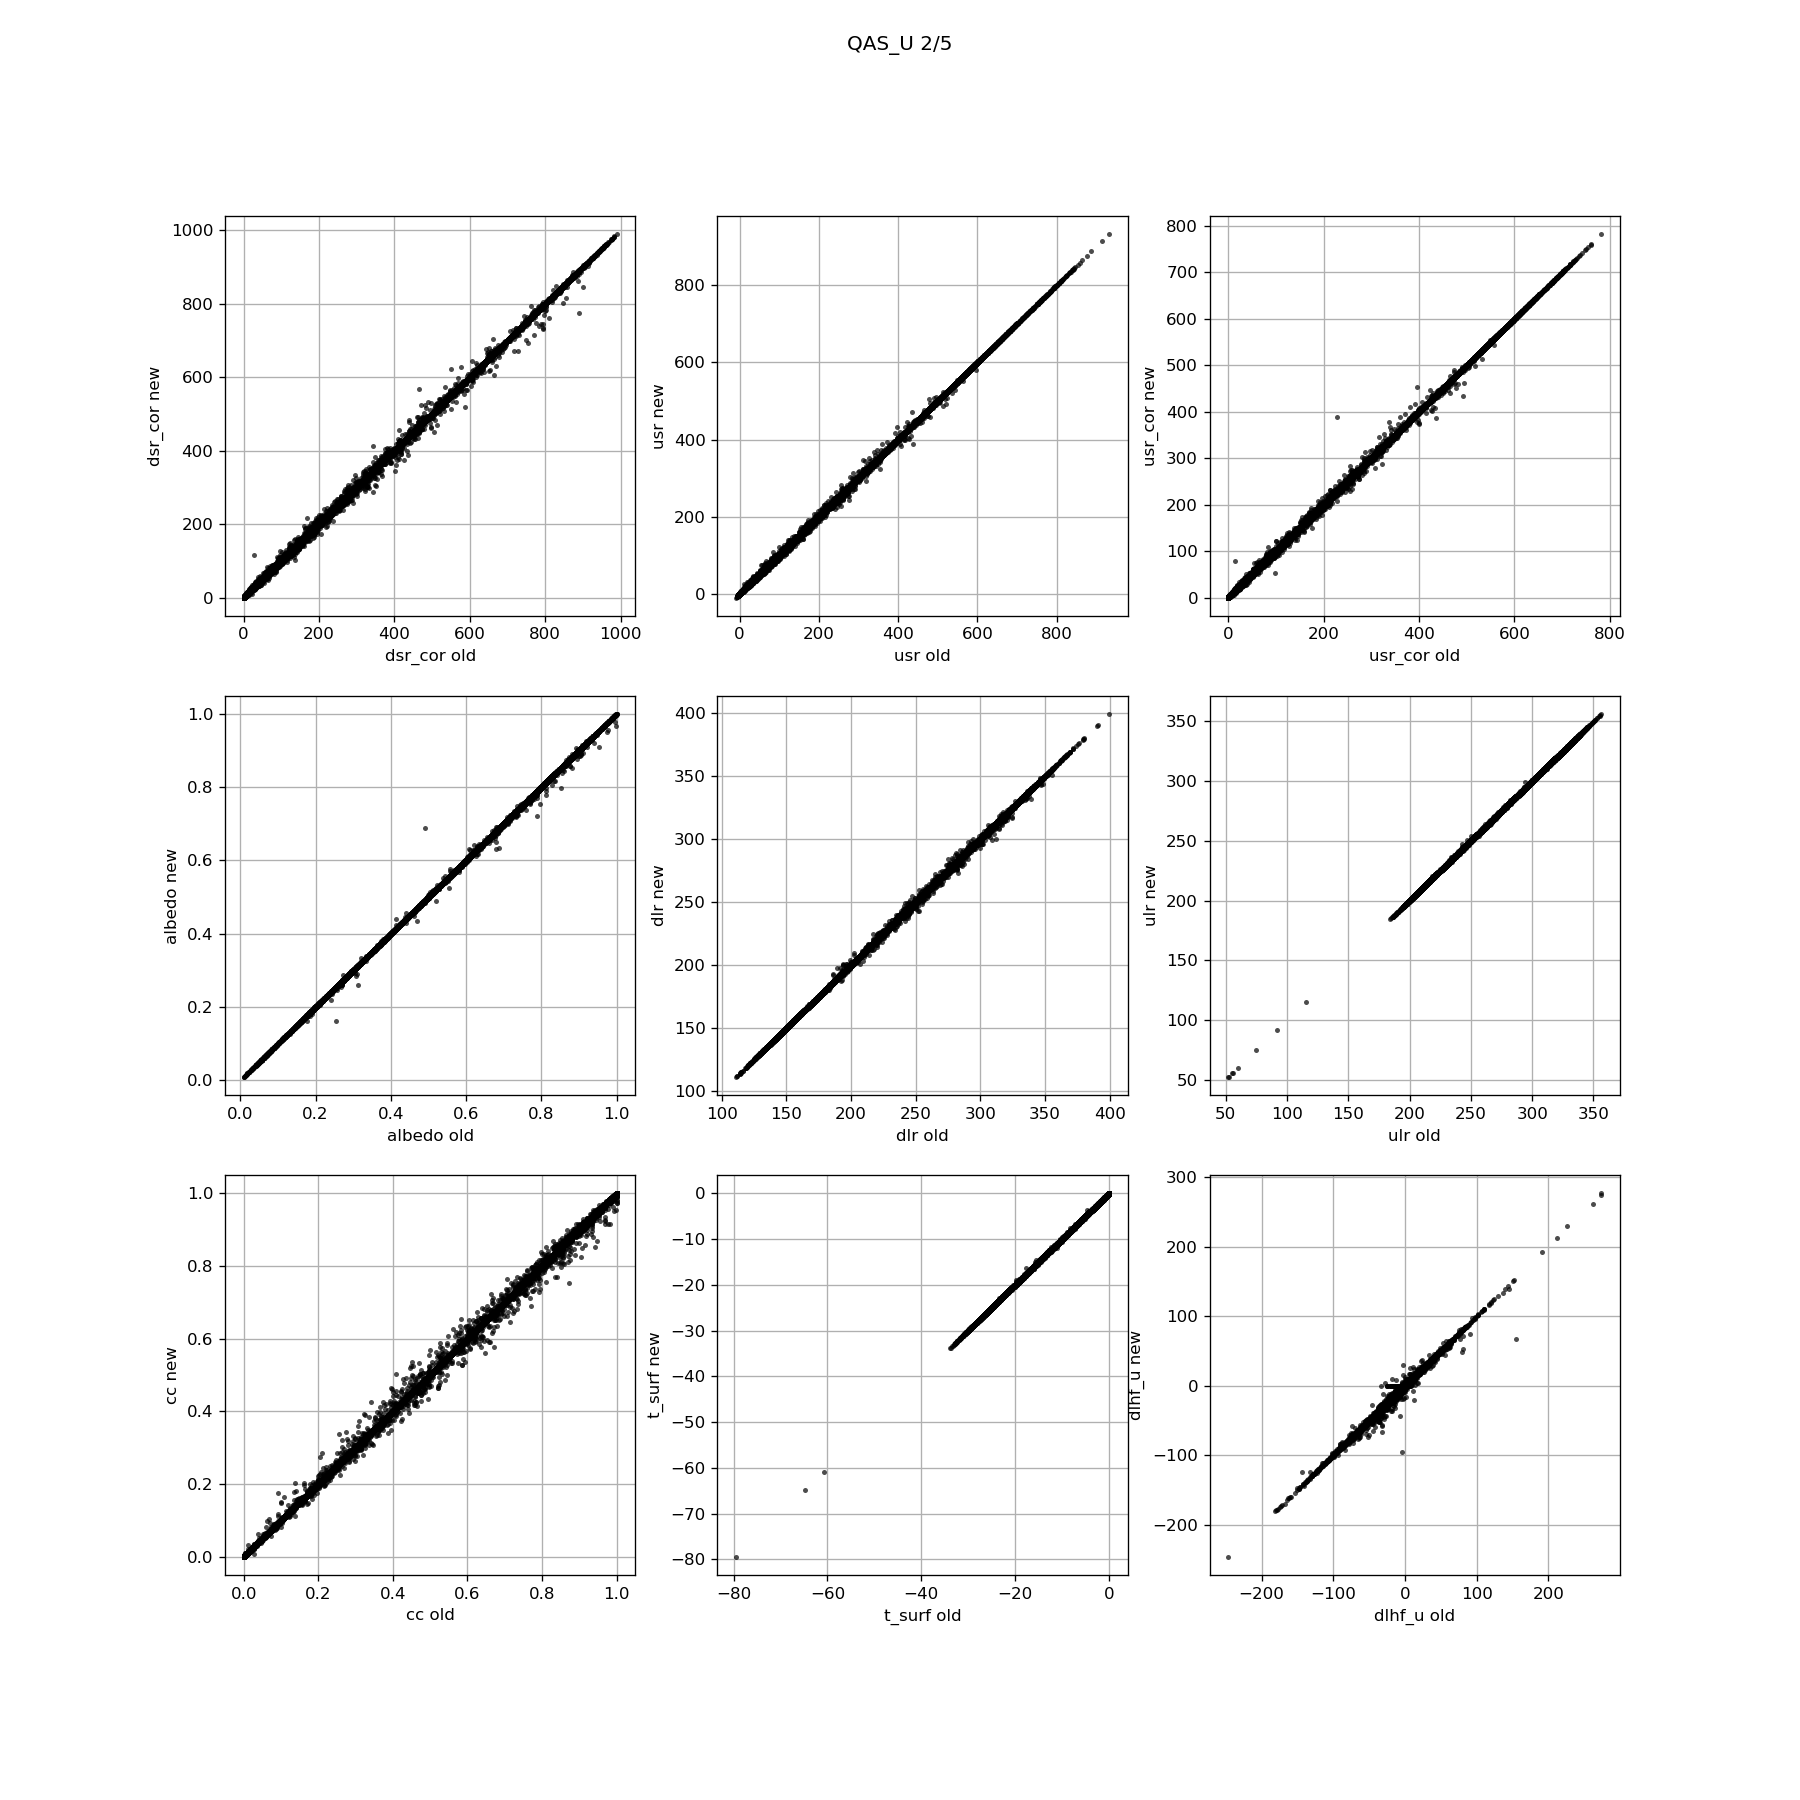 QAS_U 2/5
1000
800
600
400
200
0
dsr_cor new
0 200 400 600 800 1000
dsr_cor old
800
600
400
200
0
usr new
0 200 400 600 800
usr old
800
700
600
500
400
300
200
100
0
usr_cor new
0 200 400 600 800
usr_cor old
1.0
0.8
0.6
0.4
0.2
0.0
albedo new
0.0 0.2 0.4 0.6 0.8 1.0
albedo old
400
350
300
250
200
150
100
dlr new
100 150 200 250 300 350 400
dlr old
350
300
250
200
150
100
50
ulr new
50 100 150 200 250 300 350
ulr old
1.0
0.8
0.6
0.4
0.2
0.0
cc new
0.0 0.2 0.4 0.6 0.8 1.0
cc old
0
−10
−20
−30
−40
−50
−60
−70
−80
t_surf new
−80 −60 −40 −20 0
t_surf old
300
200
100
0
−100
−200
dlhf_u new
−200 −100 0 100 200
dlhf_u old